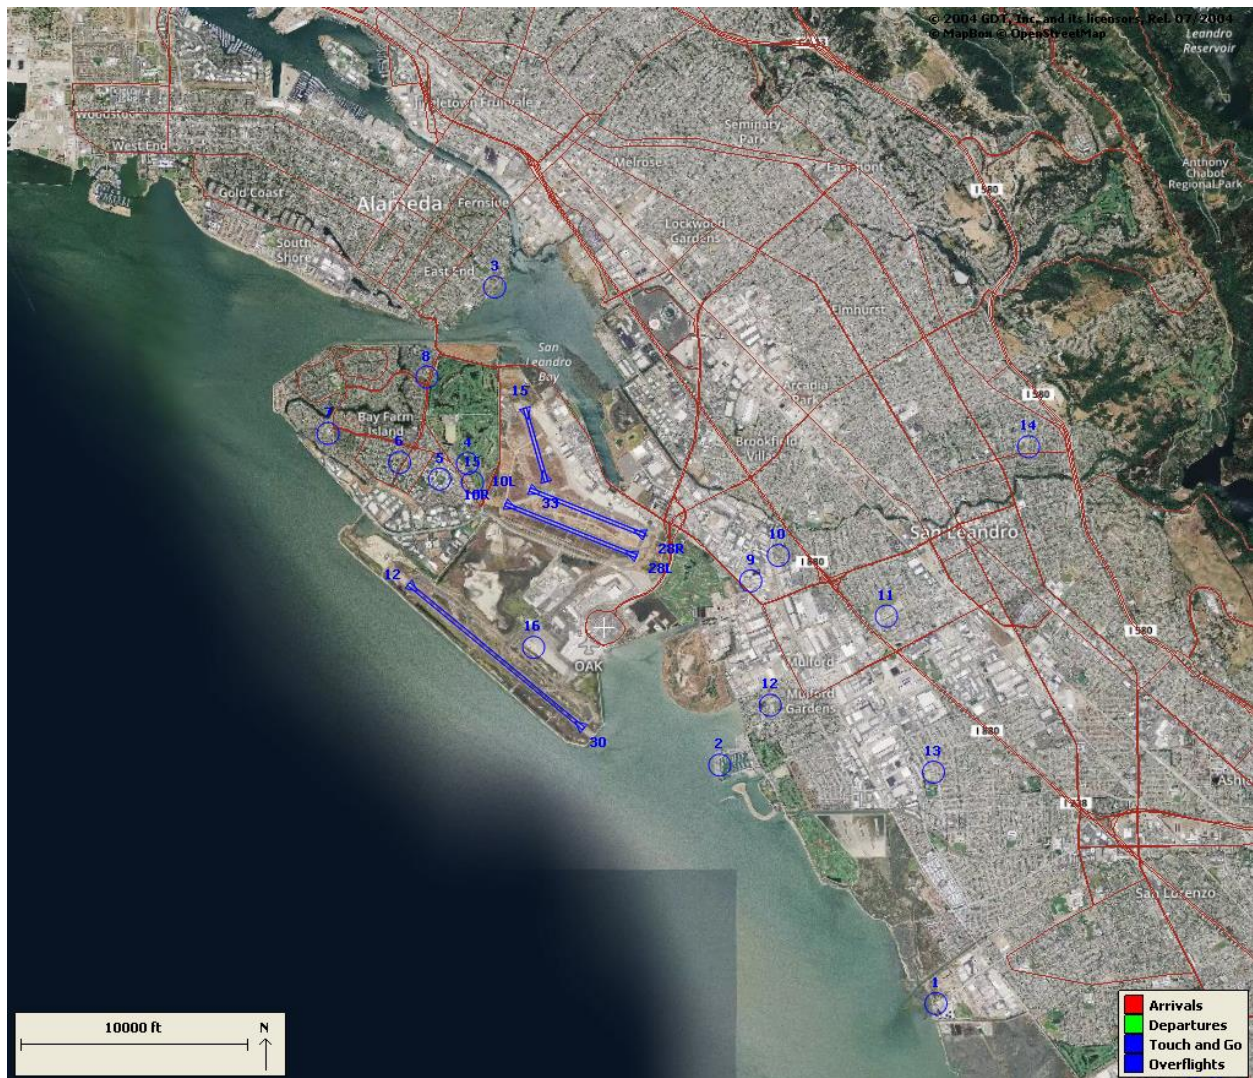 © 2004 GDT, Inc. and its licensors, Rel. 07/2004
© MapBox © OpenStreetMap
Leandro
Reservoir
I 580
Jingletown Fruitvale
Woodstock
West End
Seminary
Park
Melrose
Eastmont
Anthony
Chabot
Regional Park
I 580
Gold Coast
Alameda
Fernside
Lockwood
Gardens
South
Shore
East End
3
Elmhurst
San
Leandro
Bay
8
15
Arcadia
Park
I 580
Bay Farm
Island
7
Brookfield
Village
14
6
5
4
15
10R
10L
33
28R
28L
San Leandro
10
9
I 880
12
11
16
OAK
I 580
Mulford
12
Mulford
Gardens
30
2
I 880
13
I 238
San Lorenzo
1
10000 ft
N
Arrivals
Departures
Touch and Go
Overflights